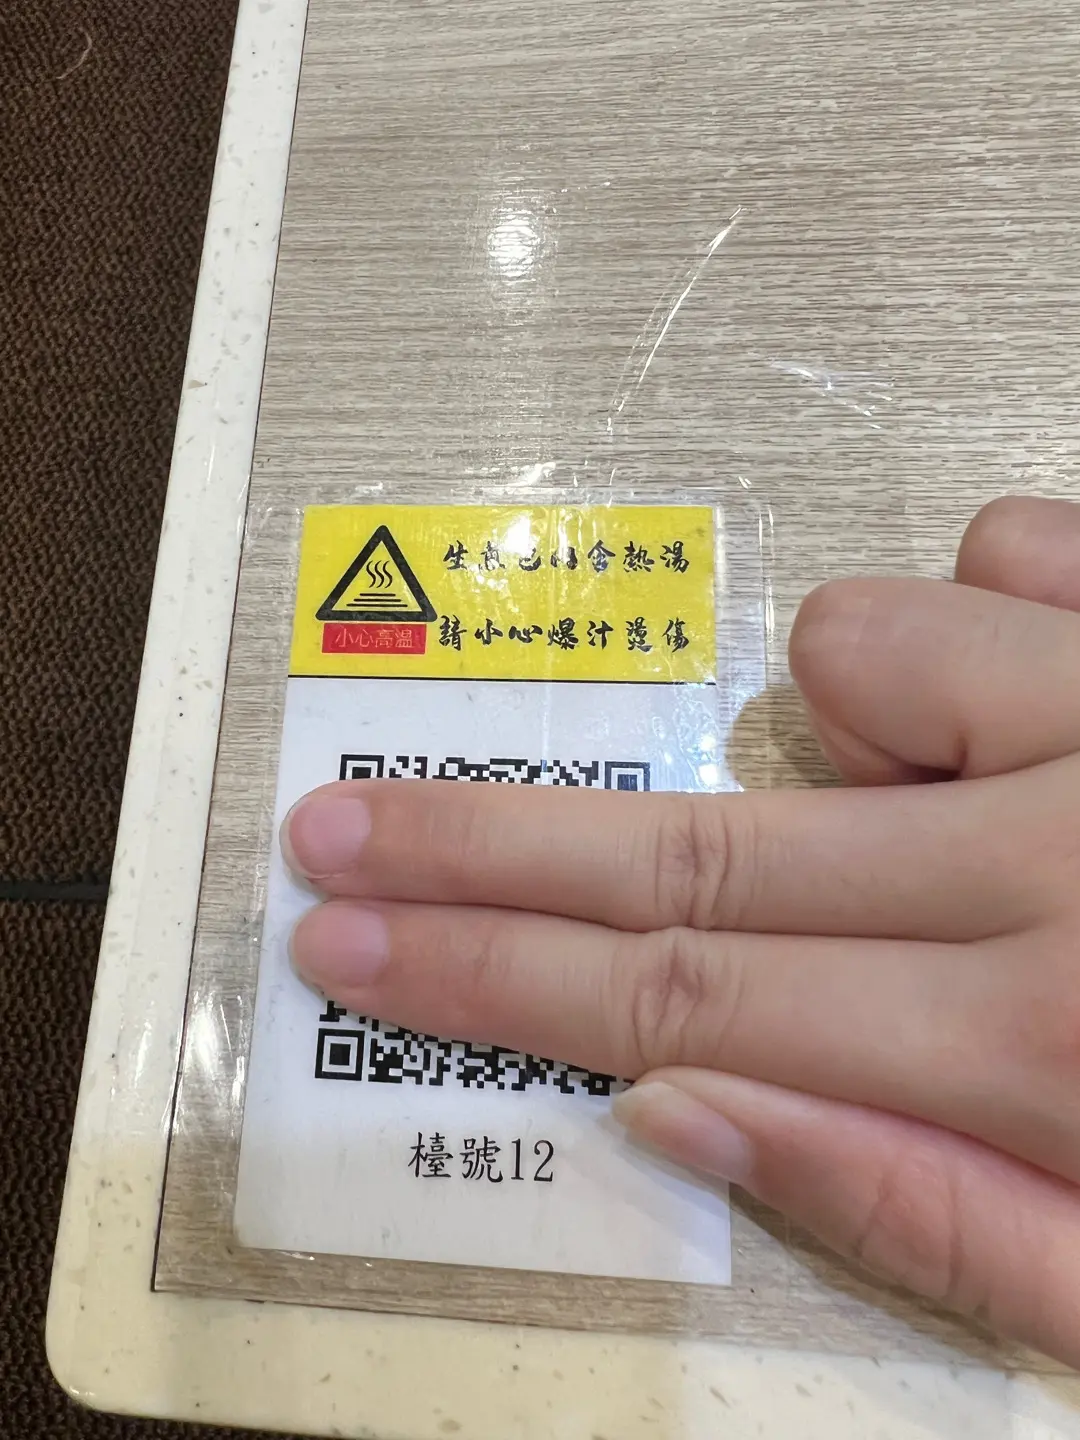 生煎包內含熱湯
請小心爆汁燙傷
小心高溫
檯號12